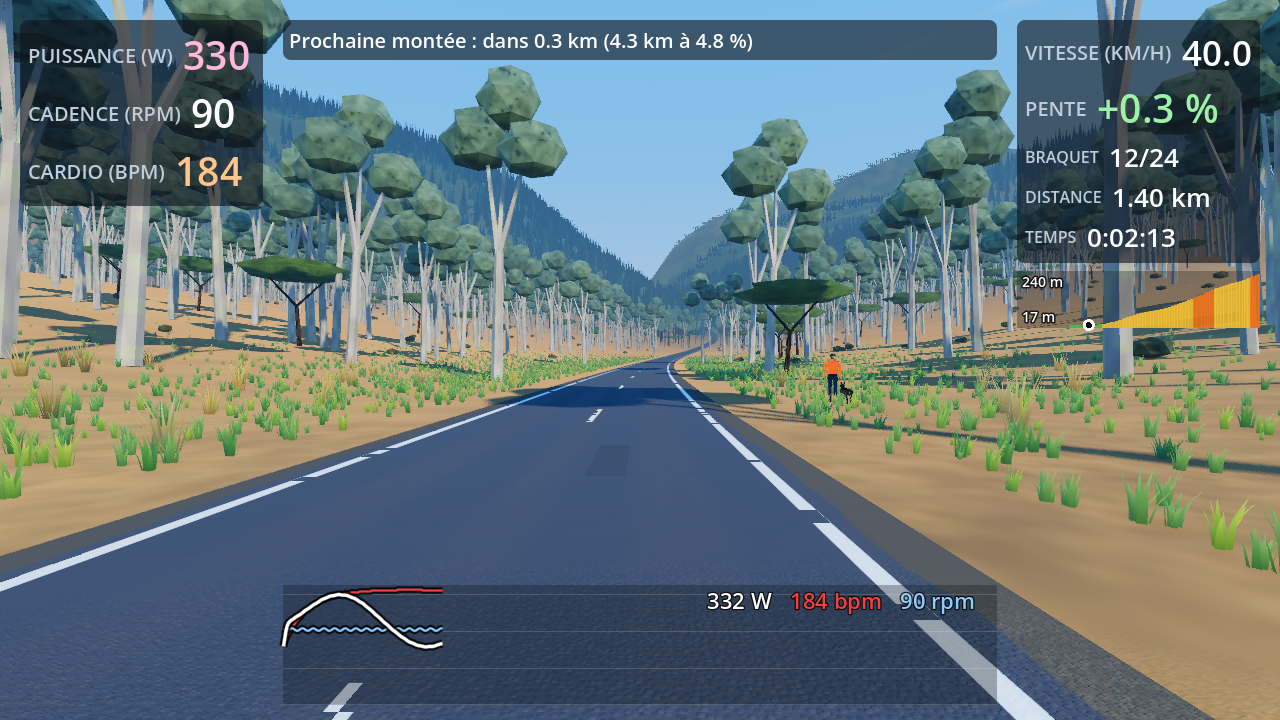 PUISSANCE (W) 330
CADENCE (RPM) 90
CARDIO (BPM) 184
Prochaine montée : dans 0.3 km (4.3 km à 4.8 %)
VITESSE (KM/H) 40.0
PENTE +0.3 %
BRAQUET 12/24
DISTANCE 1.40 km
TEMPS 0:02:13
240 m
17 m
332 W 184 bpm 90 rpm